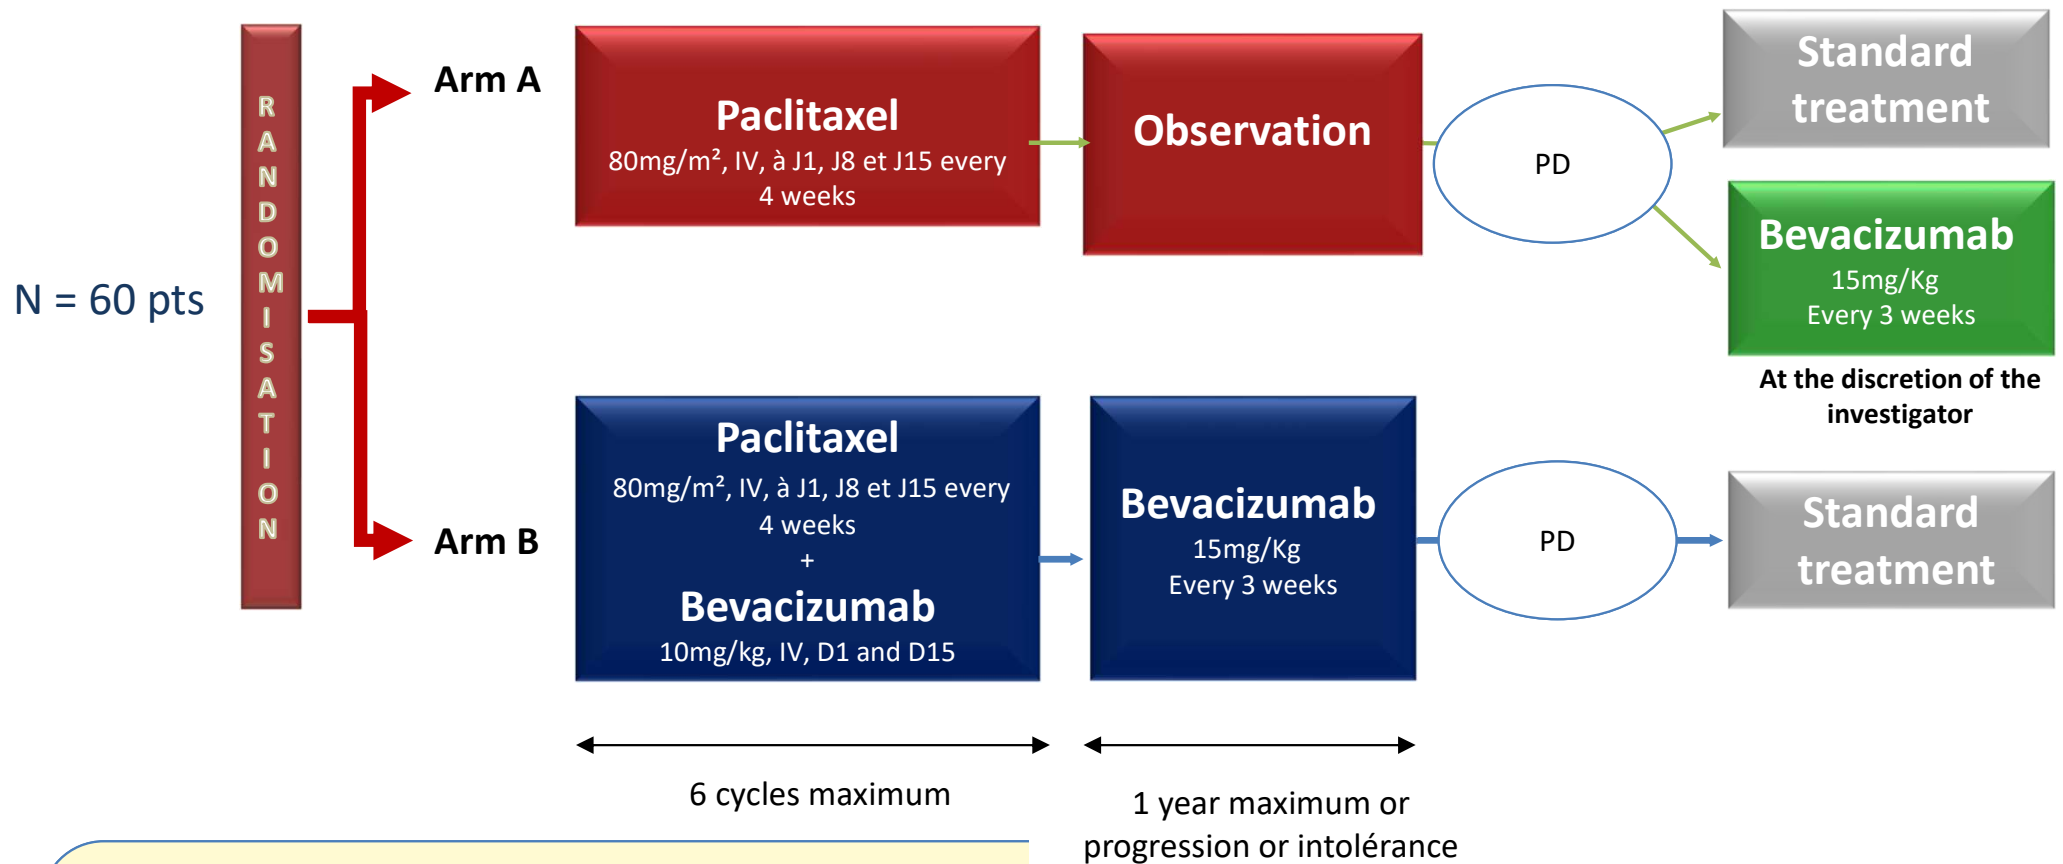 N = 60 pts
RANDOMISATION
Arm A
Paclitaxel
80mg/m², IV, à J1, J8 et J15 every
4 weeks
Observation
PD
Standard
treatment
Bevacizumab
15mg/Kg
Every 3 weeks
At the discretion of the
investigator
Arm B
Paclitaxel
80mg/m², IV, à J1, J8 et J15 every
4 weeks
+
Bevacizumab
10mg/kg, IV, D1 and D15
Bevacizumab
15mg/Kg
Every 3 weeks
PD
Standard
treatment
6 cycles maximum
1 year maximum or
progression or intolérance